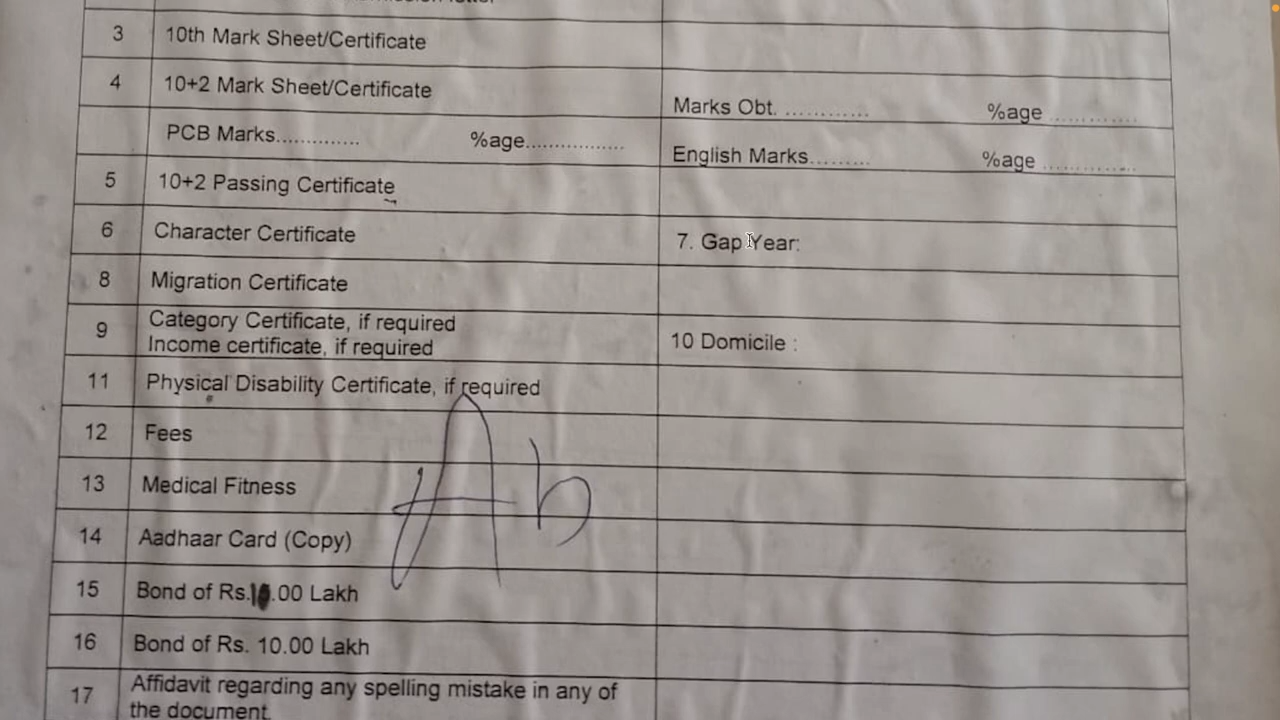 3 10th Mark Sheet/Certificate
4 10+2 Mark Sheet/Certificate Marks Obt. ............ %age ............
PCB Marks.............. %age................. English Marks......... %age ...............
5 10+2 Passing Certificate
6 Character Certificate 7. Gap Year:
8 Migration Certificate
9 Category Certificate, if required
Income certificate, if required 10 Domicile :
11 Physical Disability Certificate, if required
12 Fees
13 Medical Fitness
Ab
14 Aadhaar Card (Copy)
15 Bond of Rs. .00 Lakh
16 Bond of Rs. 10.00 Lakh
17 Affidavit regarding any spelling mistake in any of
the document